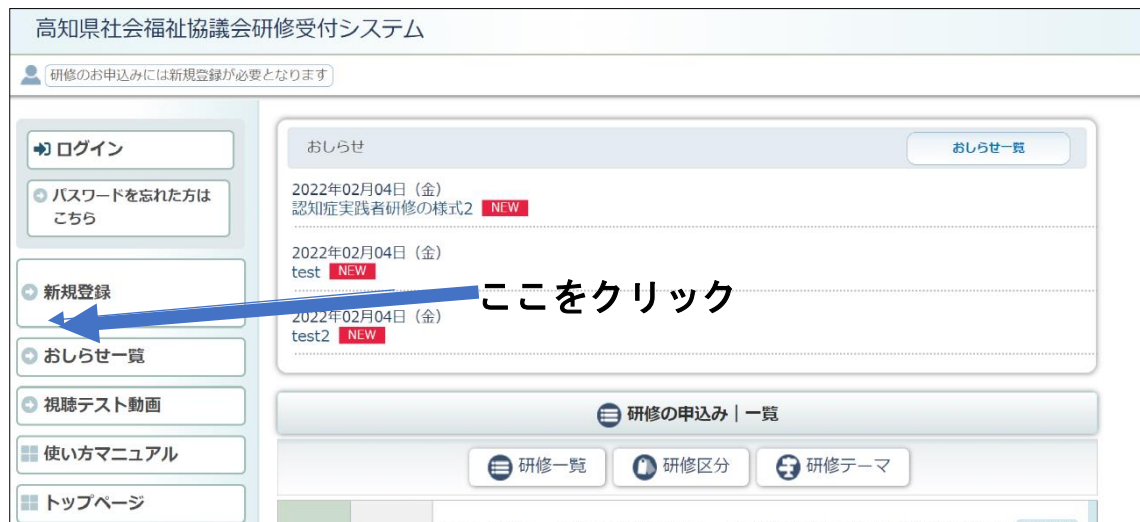 高知県社会福祉協議会研修受付システム
研修のお申込みには新規登録が必要となります
ログイン
パスワードを忘れた方は
こちら
新規登録
おしらせ一覧
視聴テスト動画
使い方マニュアル
トップページ
おしらせ
おしらせ一覧
2022年02月04日（金）
認知症実践者研修の様式2 NEW
2022年02月04日（金）
test NEW
ここをクリック
2022年02月04日（金）
test2 NEW
研修の申込み｜一覧
研修一覧
研修区分
研修テーマ